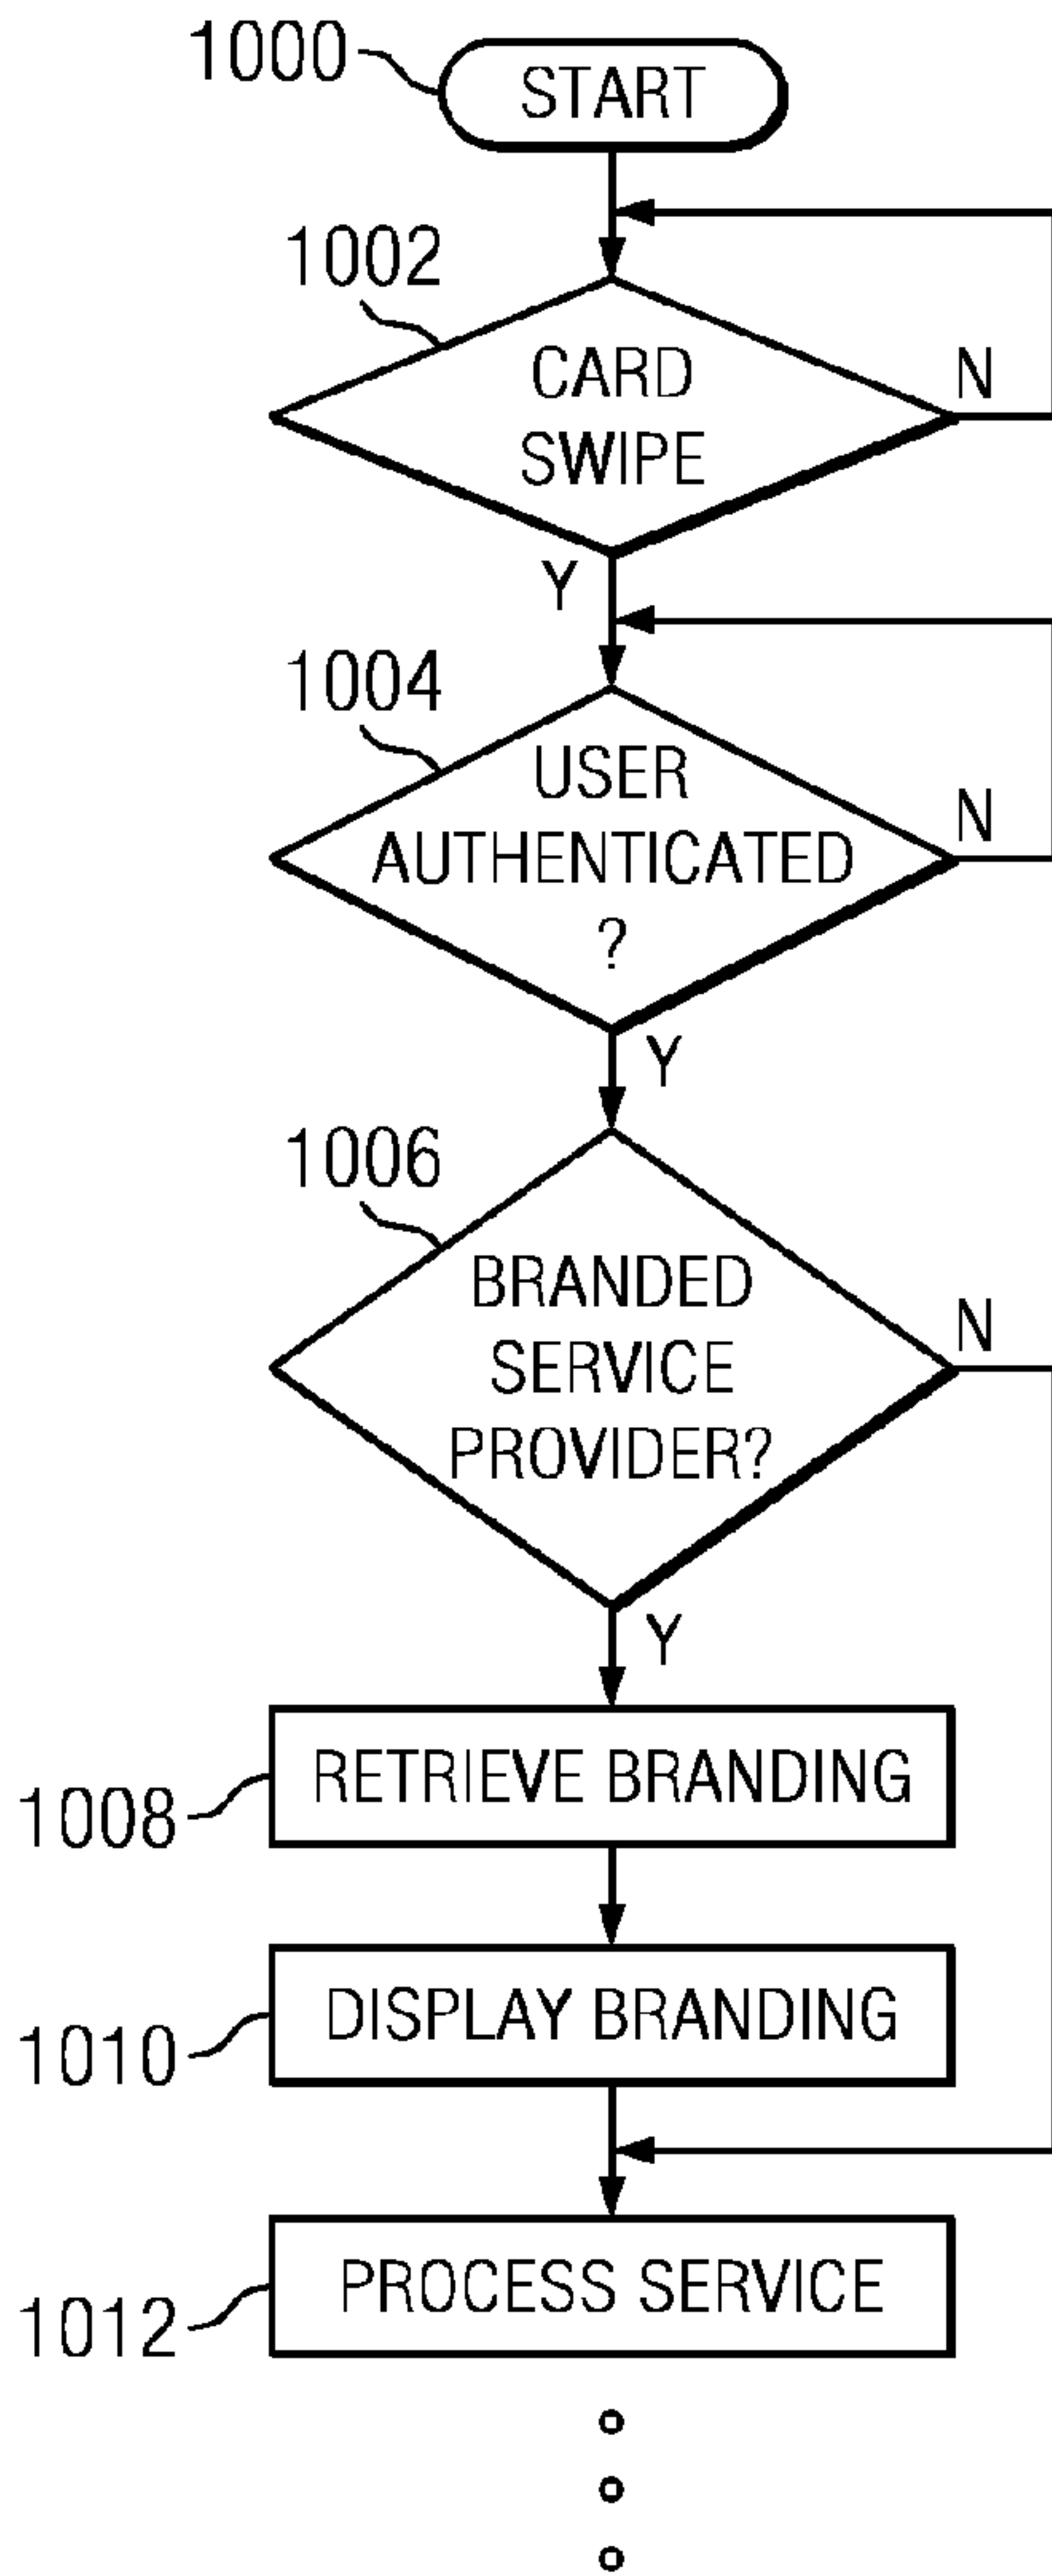 1000
START
1002
CARD
SWIPE
N
Y
1004
USER
AUTHENTICATED
?
N
Y
1006
BRANDED
SERVICE
PROVIDER?
N
Y
1008
RETRIEVE BRANDING
1010
DISPLAY BRANDING
1012
PROCESS SERVICE